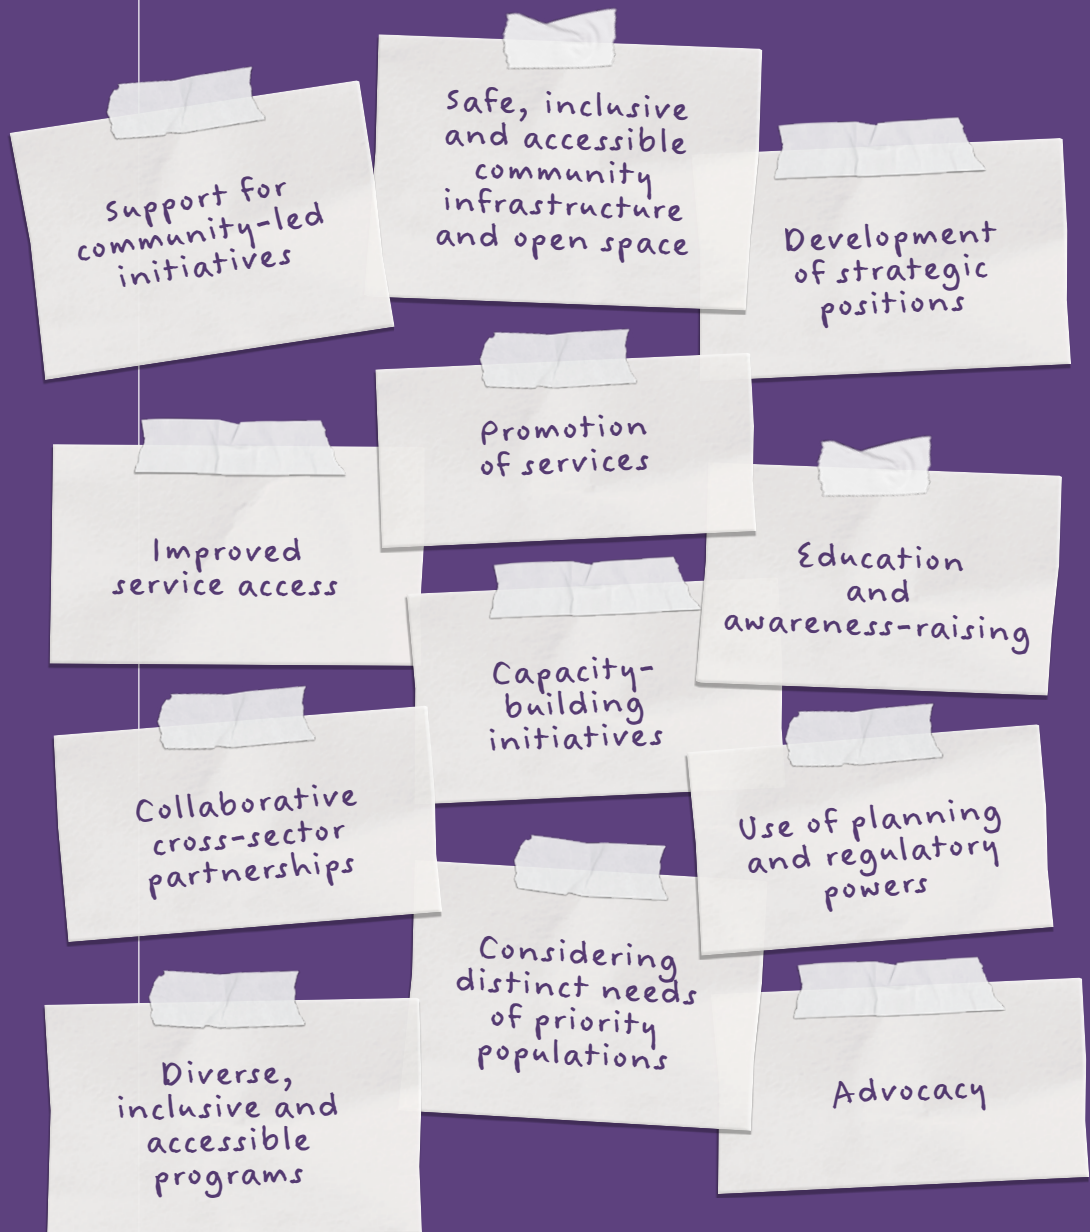 Support for
community-led
initiatives
Safe, inclusive
and accessible
community
infrastructure
and open space
Development
of strategic
positions
Promotion
of services
Improved
service access
Education
and
awareness-raising
Capacity-
building
initiatives
Collaborative
cross-sector
partnerships
Use of planning
and regulatory
powers
Considering
distinct needs
of priority
populations
Diverse,
inclusive and
accessible
programs
Advocacy